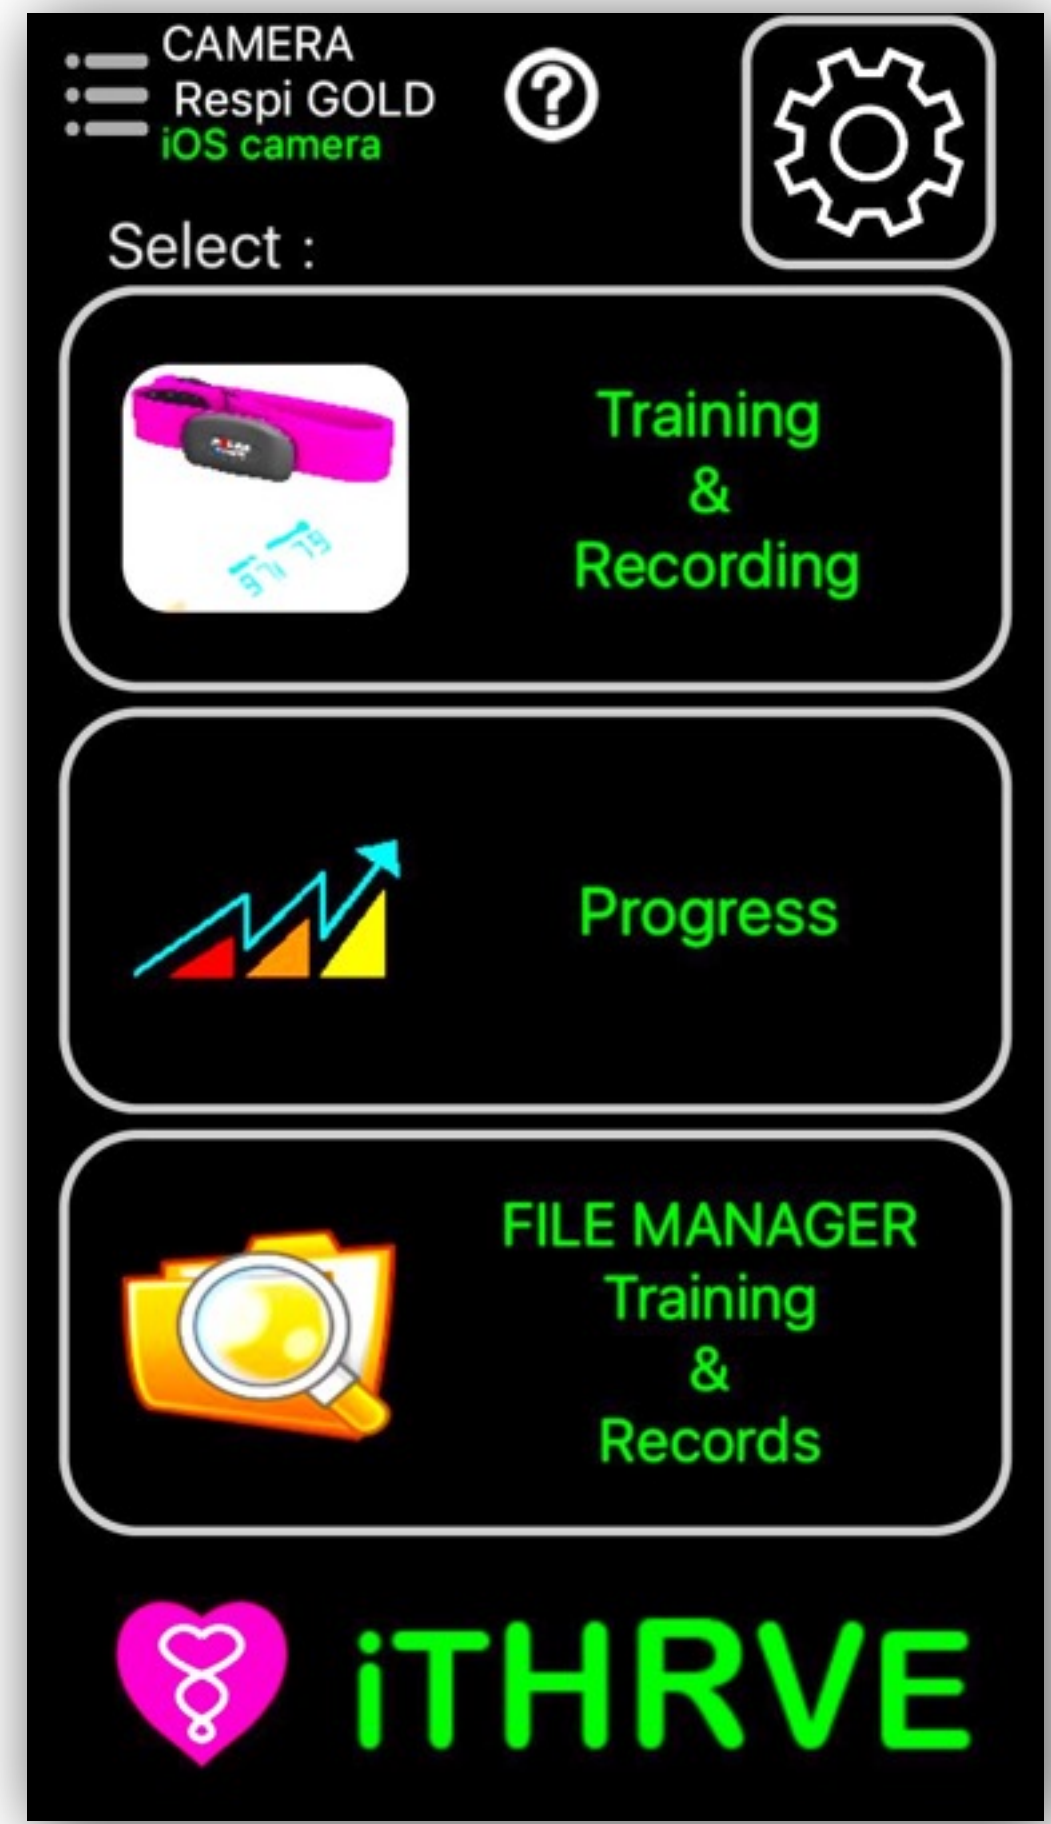 CAMERA
Respi GOLD
iOS camera
?
Select :
Training
&
Recording
Progress
FILE MANAGER
Training
&
Records
iTHRVE